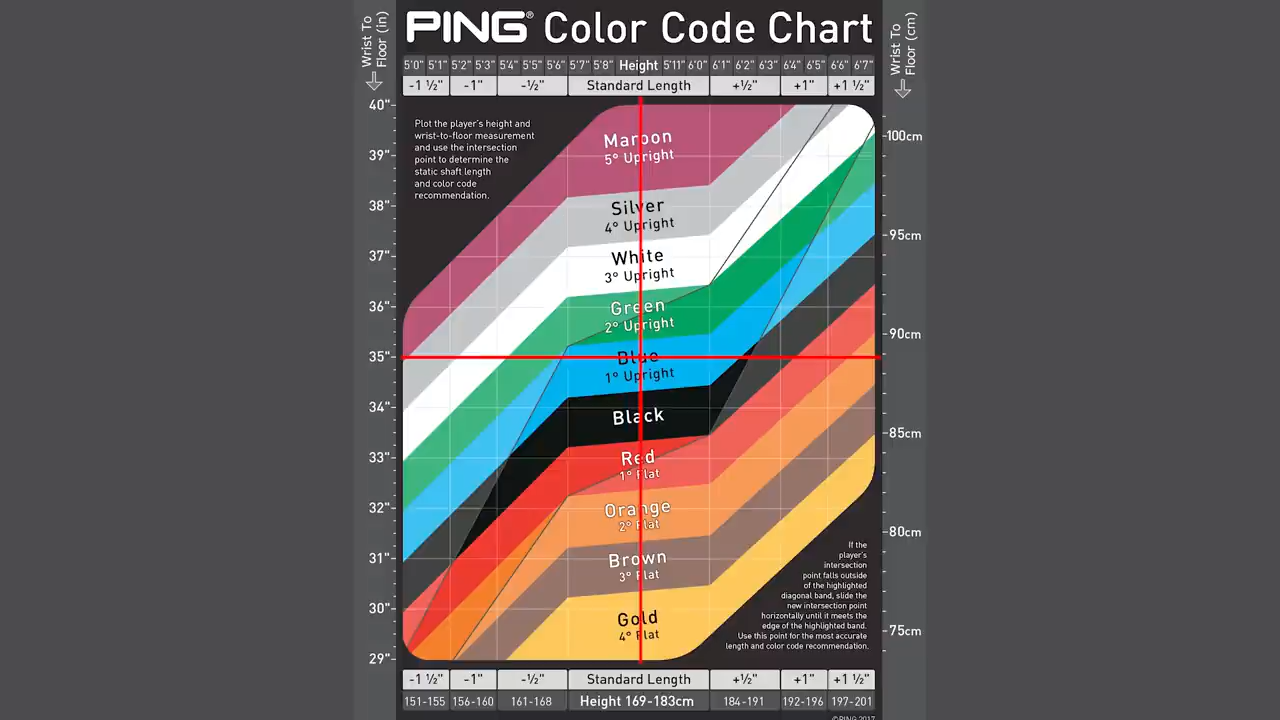 PING® Color Code Chart
Wrist To
Floor (in)
Wrist To
Floor (cm)
5'0" 5'1" 5'2" 5'3" 5'4" 5'5" 5'6" 5'7" 5'8" Height 5'11" 6'0" 6'1" 6'2" 6'3" 6'4" 6'5" 6'6" 6'7"
-1 ½" -1" -½" Standard Length +½" +1" +1 ½"
Plot the player's height and
wrist-to-floor measurement
and use the intersection
point to determine the
static shaft length
and color code
recommendation.
40"
39"
38"
37"
36"
35"
34"
33"
32"
31"
30"
29"
Maroon
5° Upright
Silver
4° Upright
White
3° Upright
Green
2° Upright
Blue
1° Upright
Black
Red
1° Flat
Orange
2° Flat
Brown
3° Flat
Gold
4° Flat
100cm
95cm
90cm
85cm
80cm
75cm
If the
player's
intersection
point falls outside
of the highlighted
diagonal band, slide the
new intersection point
horizontally until it meets the
edge of the highlighted band.
Use this point for the most accurate
length and color code recommendation.
-1 ½" -1" -½" Standard Length +½" +1" +1 ½"
151-155 156-160 161-168 Height 169-183cm 184-191 192-196 197-201
©PING 2017